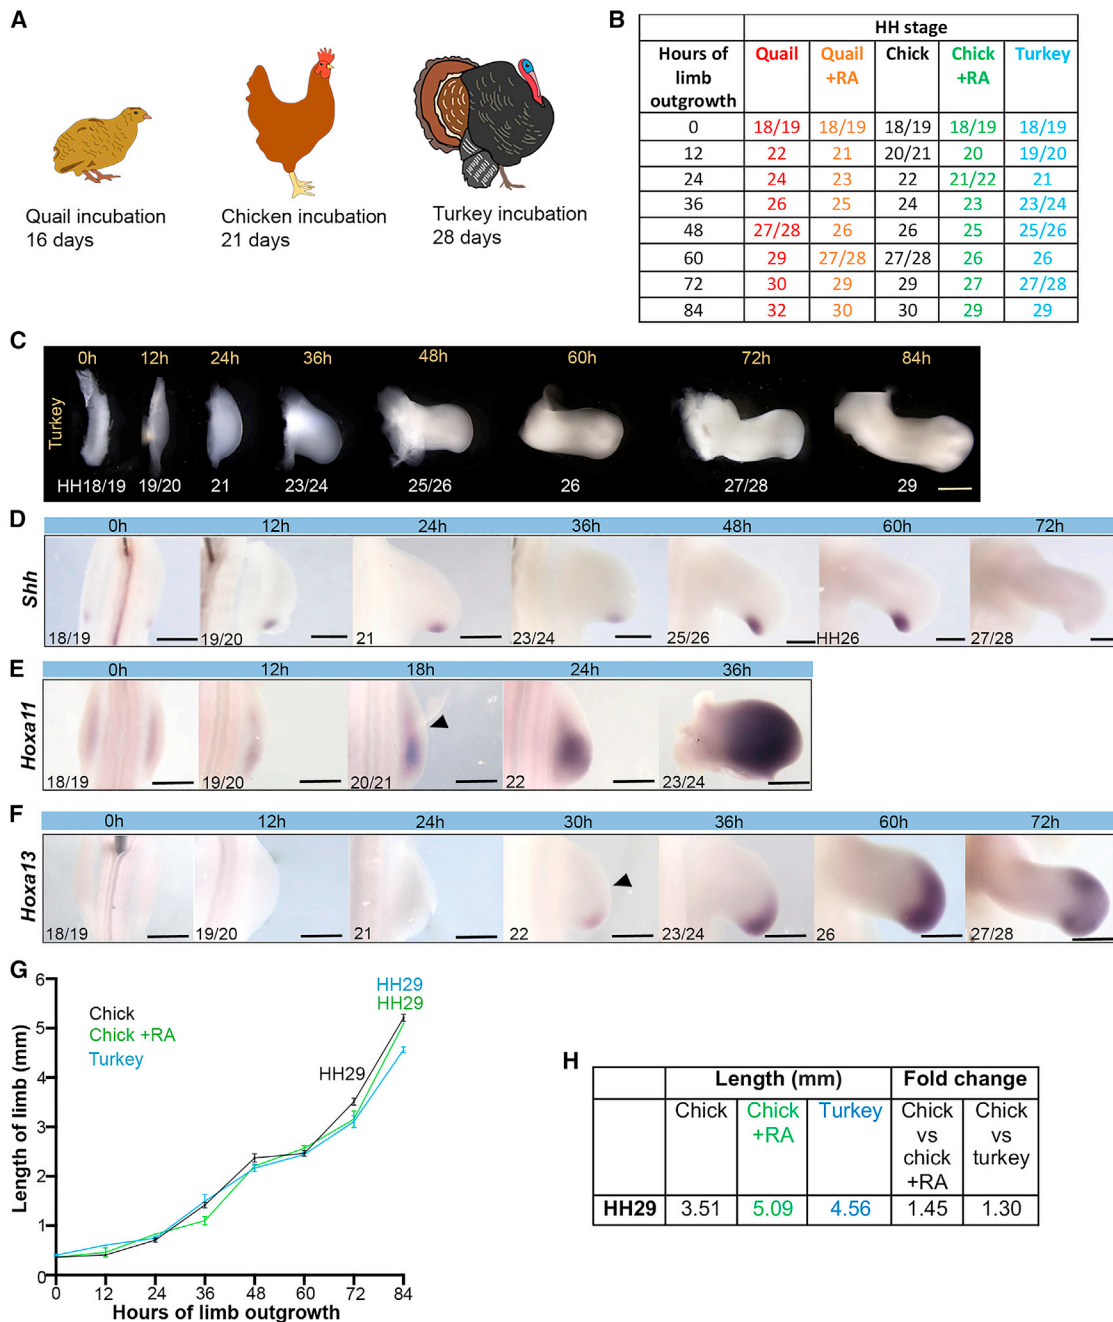 A
Quail incubation
16 days
Chicken incubation
21 days
Turkey incubation
28 days
B
HH stage
Hours of limb outgrowth Quail Quail +RA Chick Chick +RA Turkey
0 18/19 18/19 18/19 18/19 18/19
12 22 21 20/21 20 19/20
24 24 23 22 21/22 21
36 26 25 24 23 23/24
48 27/28 26 26 25 25/26
60 29 27/28 27/28 26 26
72 30 29 29 27 27/28
84 32 30 30 29 29
C
0h 12h 24h 36h 48h 60h 72h 84h
Turkey
HH18/19 19/20 21 23/24 25/26 26 27/28 29
D
0h 12h 24h 36h 48h 60h 72h
Shh
18/19 19/20 21 23/24 25/26 HH26 27/28
E
0h 12h 18h 24h 36h
Hoxa11
18/19 19/20 20/21 22 23/24
F
0h 12h 24h 30h 36h 60h 72h
Hoxa13
18/19 19/20 21 22 23/24 26 27/28
G
Length of limb (mm)
6
5
4
3
2
1
0
Chick
Chick +RA
Turkey
HH29
HH29
HH29
0 12 24 36 48 60 72 84
Hours of limb outgrowth
H
Length (mm) Fold change
Chick Chick +RA Turkey Chick vs chick +RA Chick vs turkey
HH29 3.51 5.09 4.56 1.45 1.30